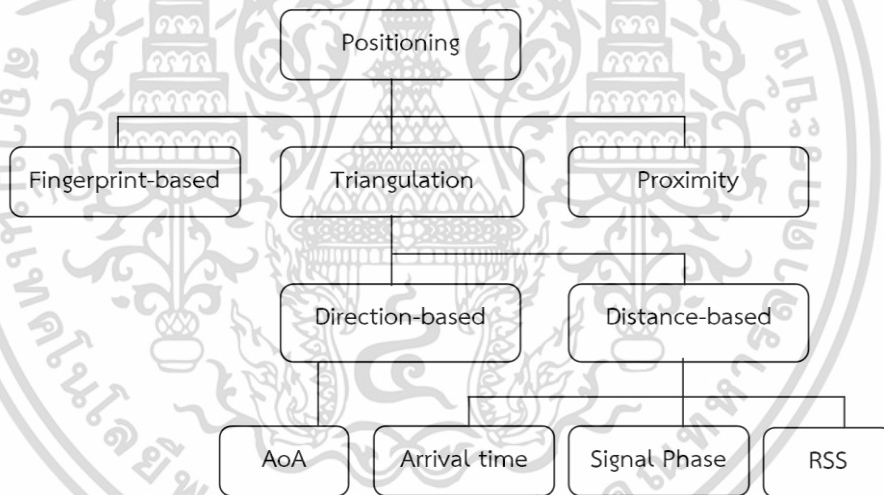 Positioning
Fingerprint-based
Triangulation
Proximity
Direction-based
Distance-based
AoA
Arrival time
Signal Phase
RSS